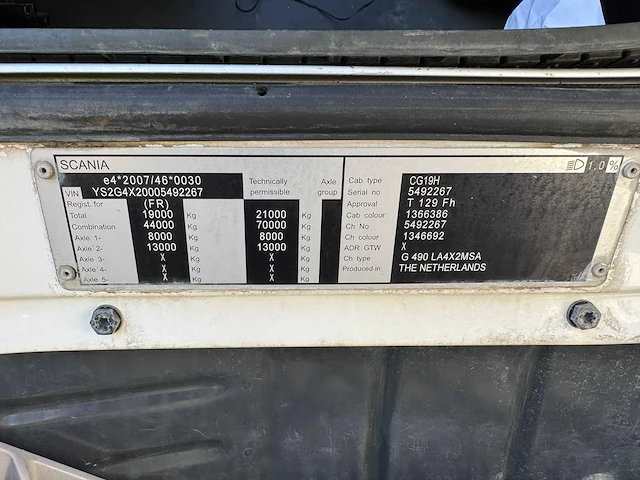 SCANIA 1.0 %
e4*2007/46*0030 Technically permissible Axle group
VIN YS2G4X20005492267
Regist. for (FR)
Total 19000 Kg 21000 Kg
Combination 44000 Kg 70000 Kg
Axle 1- 8000 Kg 8000 Kg
Axle 2- 13000 Kg 13000 Kg
Axle 3- X Kg X Kg
Axle 4- X Kg X Kg
Axle 5- X Kg X Kg
Cab type CG19H
Serial no 5492267
Approval T 129 Fh
Cab colour 1366386
Ch No 5492267
Ch colour 1346692
ADR: GTW X
Ch type G 490 LA4X2MSA
Produced in THE NETHERLANDS